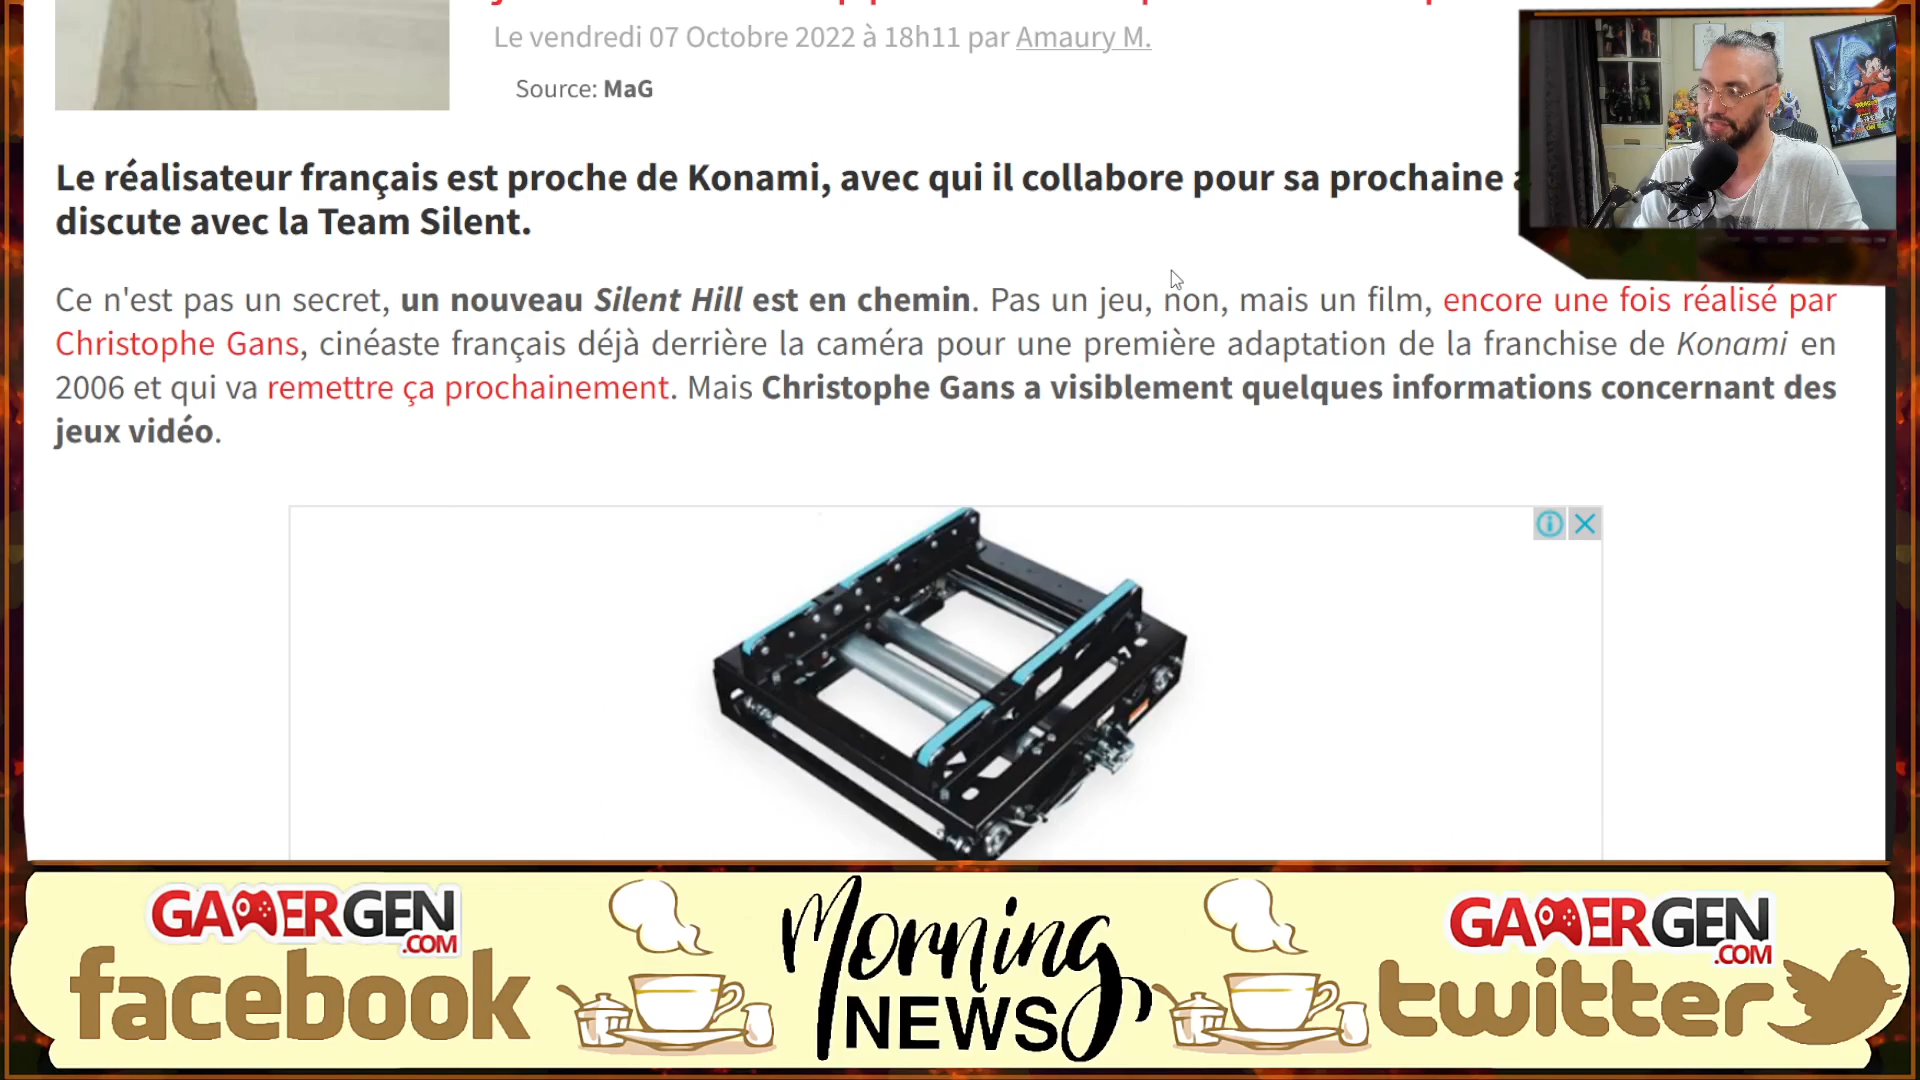 Le vendredi 07 Octobre 2022 à 18h11 par Amaury M.
Source: MaG
Le réalisateur français est proche de Konami, avec qui il collabore pour sa prochaine
discute avec la Team Silent.
Ce n'est pas un secret, un nouveau Silent Hill est en chemin. Pas un jeu, non, mais un film, encore une fois réalisé par
Christophe Gans, cinéaste français déjà derrière la caméra pour une première adaptation de la franchise de Konami en
2006 et qui va remettre ça prochainement. Mais Christophe Gans a visiblement quelques informations concernant des
jeux vidéo.
GAMERGEN
.COM
facebook
Morning
NEWS
GAMERGEN
.COM
twitter